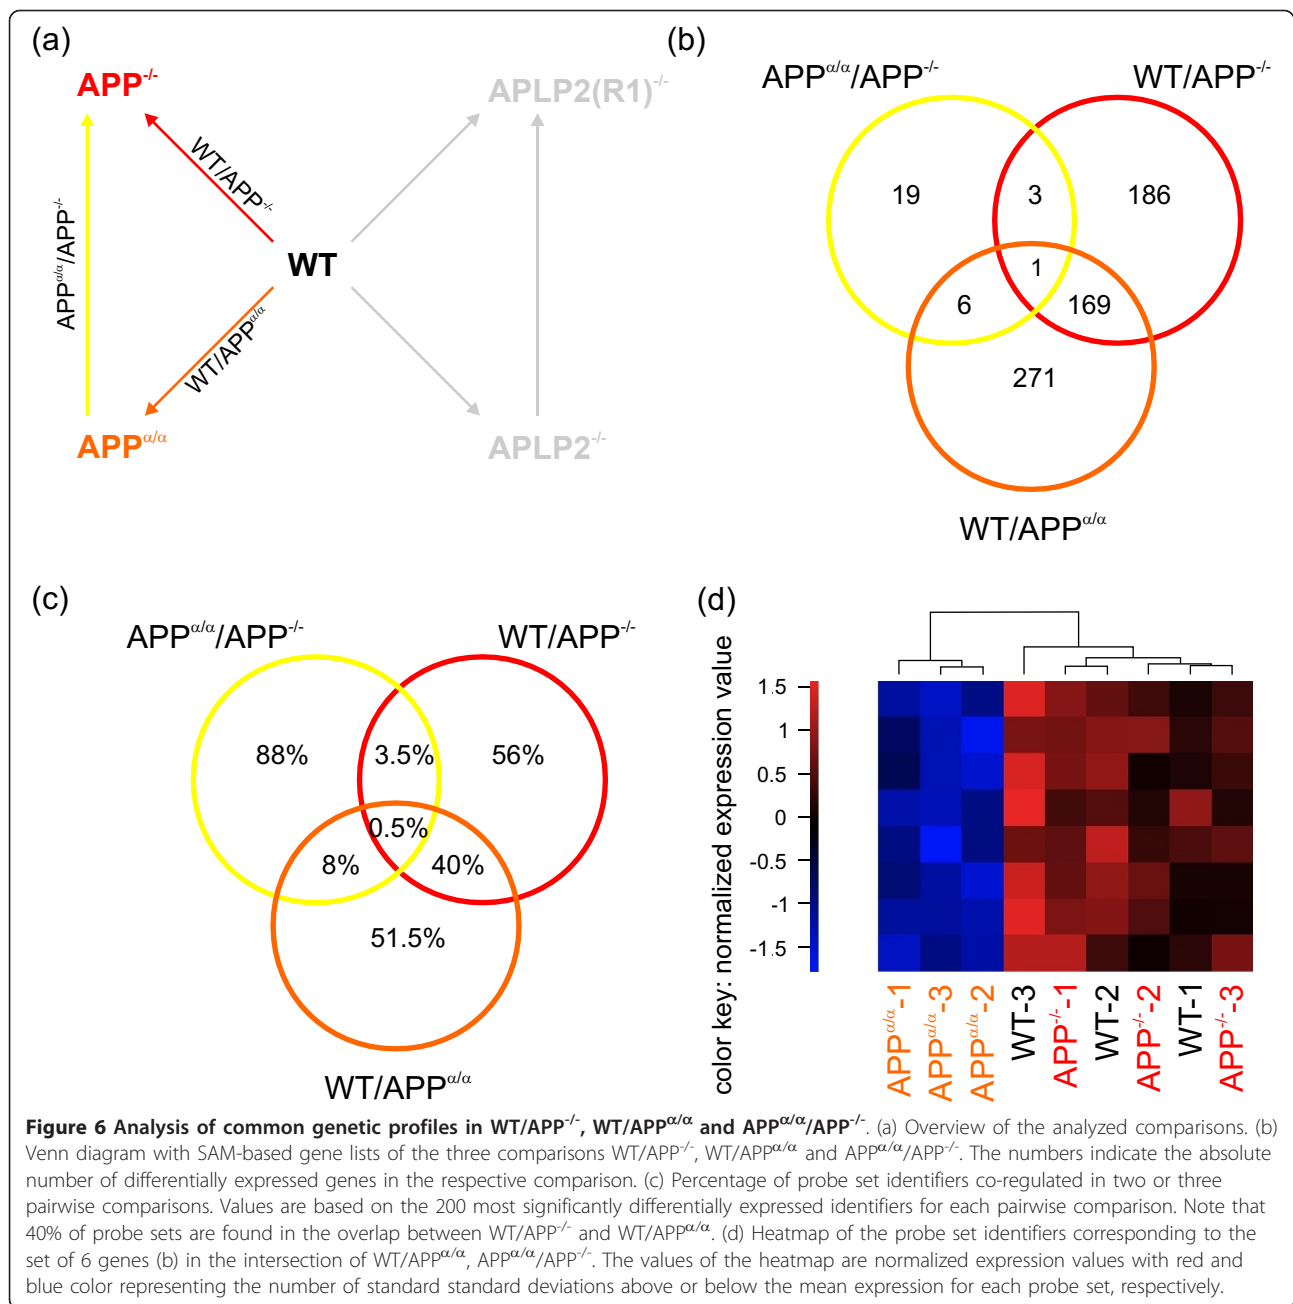 (a)
APP-/-
APLP2(R1)-/-
WT/APP-/-
APPα/α/APP-/-
WT
WT/APPα/α
APPα/α
APLP2-/-
(b)
APPα/α/APP-/-
WT/APP-/-
19
3
186
1
6
169
271
WT/APPα/α
(c)
APPα/α/APP-/-
WT/APP-/-
88%
3.5%
56%
0.5%
8%
40%
51.5%
WT/APPα/α
(d)
color key: normalized expression value
1.5
1
0.5
0
-0.5
-1
-1.5
APPα/α-1
APPα/α-3
APPα/α-2
WT-3
APP-/--1
WT-2
APP-/--2
WT-1
APP-/--3
Figure 6 Analysis of common genetic profiles in WT/APP-/-, WT/APPα/α and APPα/α/APP-/-. (a) Overview of the analyzed comparisons. (b)
Venn diagram with SAM-based gene lists of the three comparisons WT/APP-/-, WT/APPα/α and APPα/α/APP-/-. The numbers indicate the absolute
number of differentially expressed genes in the respective comparison. (c) Percentage of probe set identifiers co-regulated in two or three
pairwise comparisons. Values are based on the 200 most significantly differentially expressed identifiers for each pairwise comparison. Note that
40% of probe sets are found in the overlap between WT/APP-/- and WT/APPα/α. (d) Heatmap of the probe set identifiers corresponding to the
set of 6 genes (b) in the intersection of WT/APPα/α, APPα/α/APP-/-. The values of the heatmap are normalized expression values with red and
blue color representing the number of standard standard deviations above or below the mean expression for each probe set, respectively.